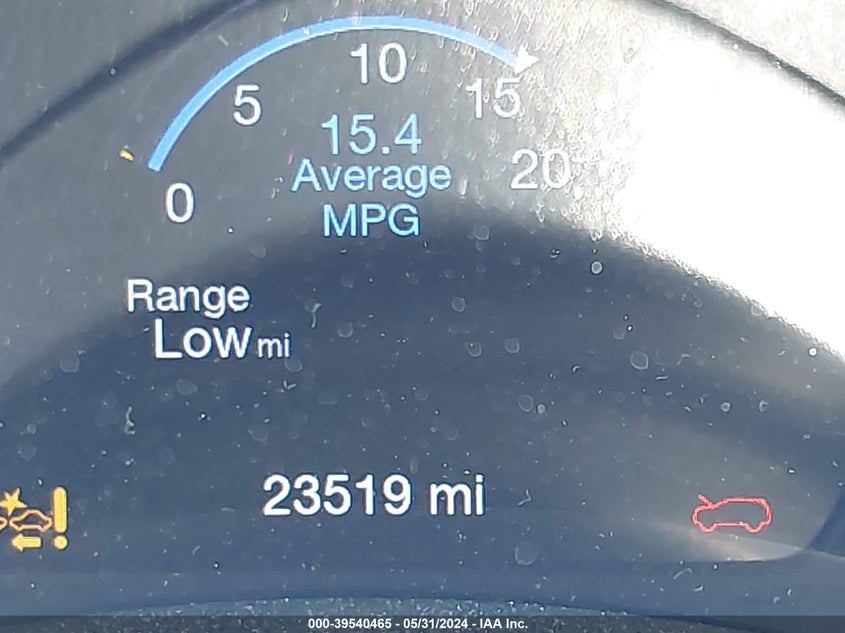 10
5
15
15.4
20
Average
0
MPG
Range
Low mi
23519 mi
000-39540465 - 05/31/2024 - IAA Inc.